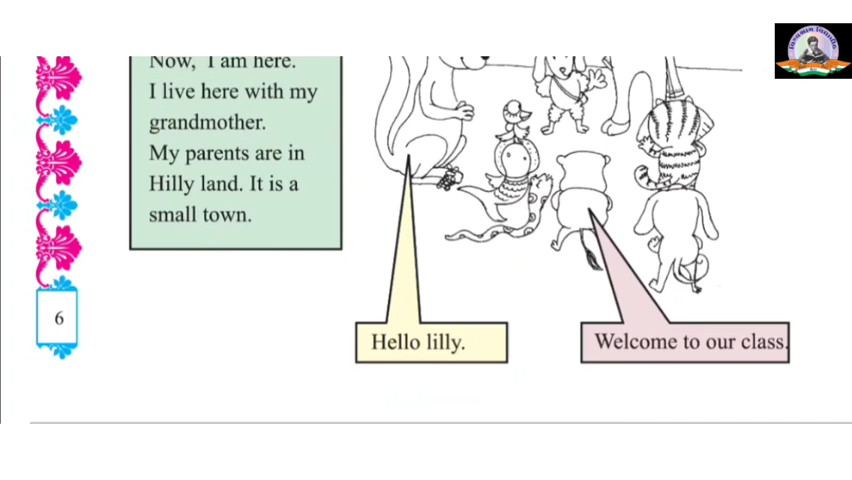 Now, I am here.
I live here with my
grandmother.
My parents are in
Hilly land. It is a
small town.
6
Hello lilly.
Welcome to our class.